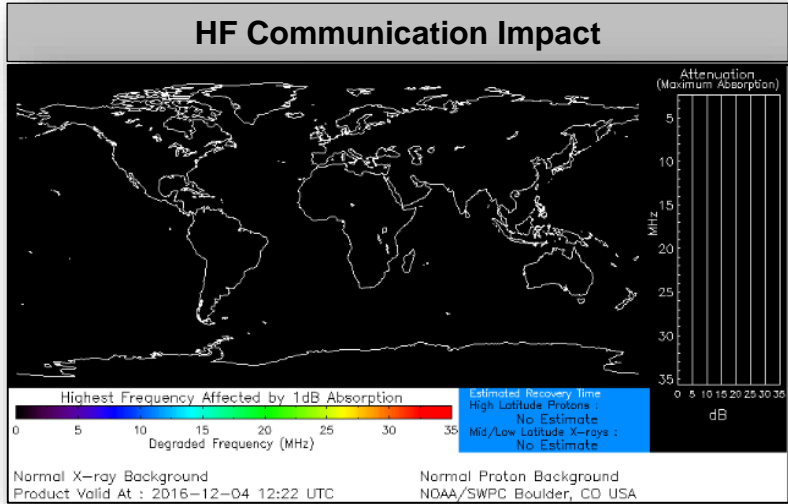 HF Communication Impact
Attenuation
(Maximum Absorption)
5
10
15
20
25
30
35
MHz
0 5 10 15 20 25 30 35
dB
Highest Frequency Affected by 1dB Absorption
0 5 10 15 20 25 30 35
Degraded Frequency (MHz)
Estimated Recovery Time
High Latitude Protons :
No Estimate
Mid/Low Latitude X-rays :
No Estimate
Normal X-ray Background
Product Valid At : 2016-12-04 12:22 UTC
Normal Proton Background
NOAA/SWPC Boulder, CO USA